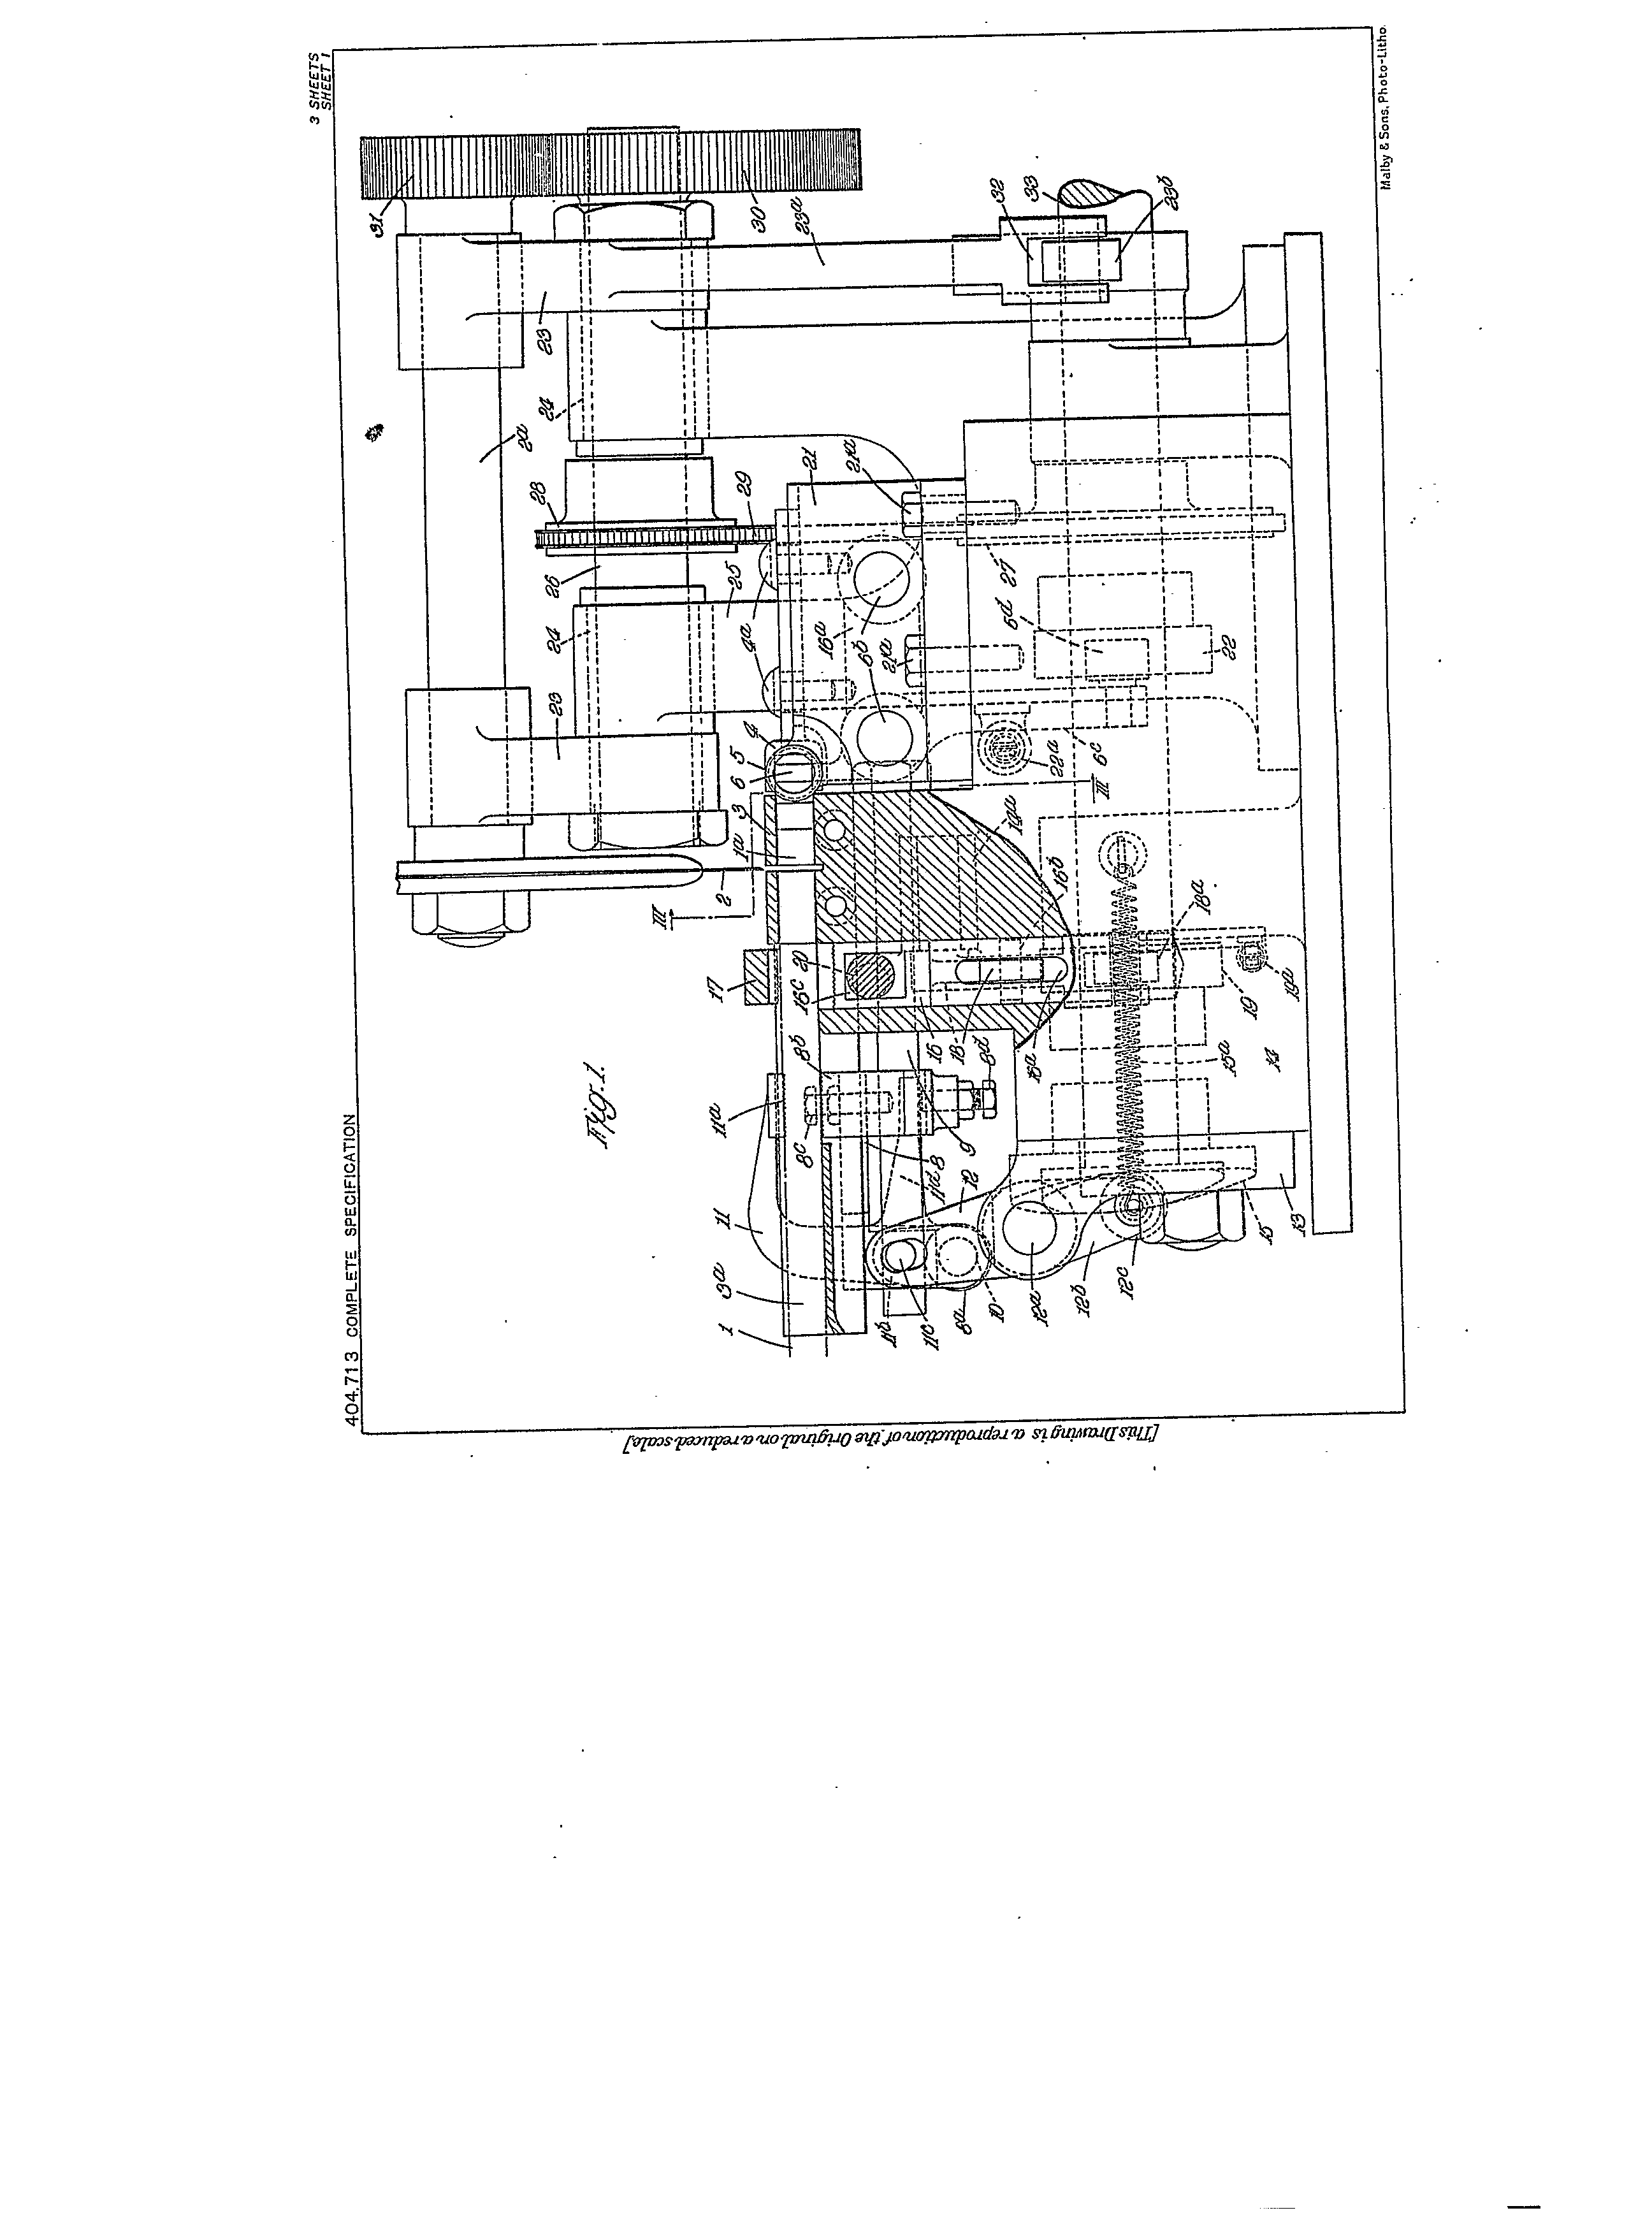 404.713 COMPLETE SPECIFICATION
3 SHEETS
SHEET 1
Fig. 1.
31
30
23a
32
33
23b
23
24
2a
28
29
21
21a
26
25
24
4a
16a
6b
21a
27
6d
22
23
4
5
6
22a
6c
III
3
1a
2
III
19a
16b
18a
17
20
16c
16
18
16a
19
19a
8b
11a
8c
8d
15a
14
9
8
11d
12
11
3a
1
11b
11c
8a
10
12a
12b
12c
15
13
[This Drawing is a reproduction of the Original on a reduced scale.]
Malby & Sons, Photo-Litho.